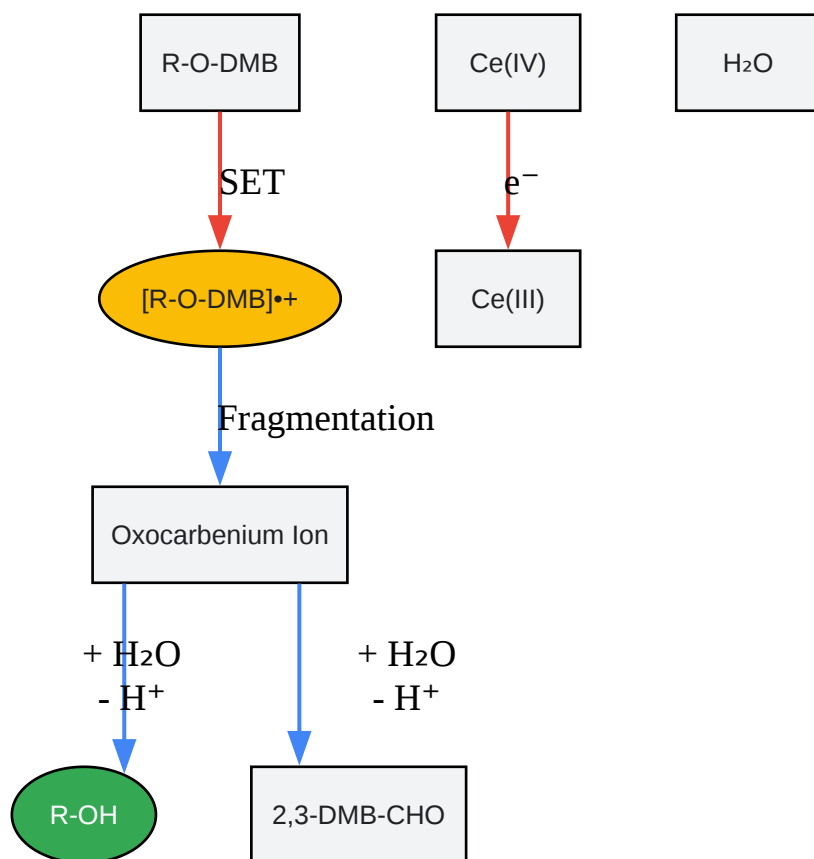 R-O-DMB
Ce(IV)
H₂O
SET
e⁻
[R-O-DMB]•+
Ce(III)
Fragmentation
Oxocarbenium Ion
+ H₂O
- H⁺
+ H₂O
- H⁺
R-OH
2,3-DMB-CHO